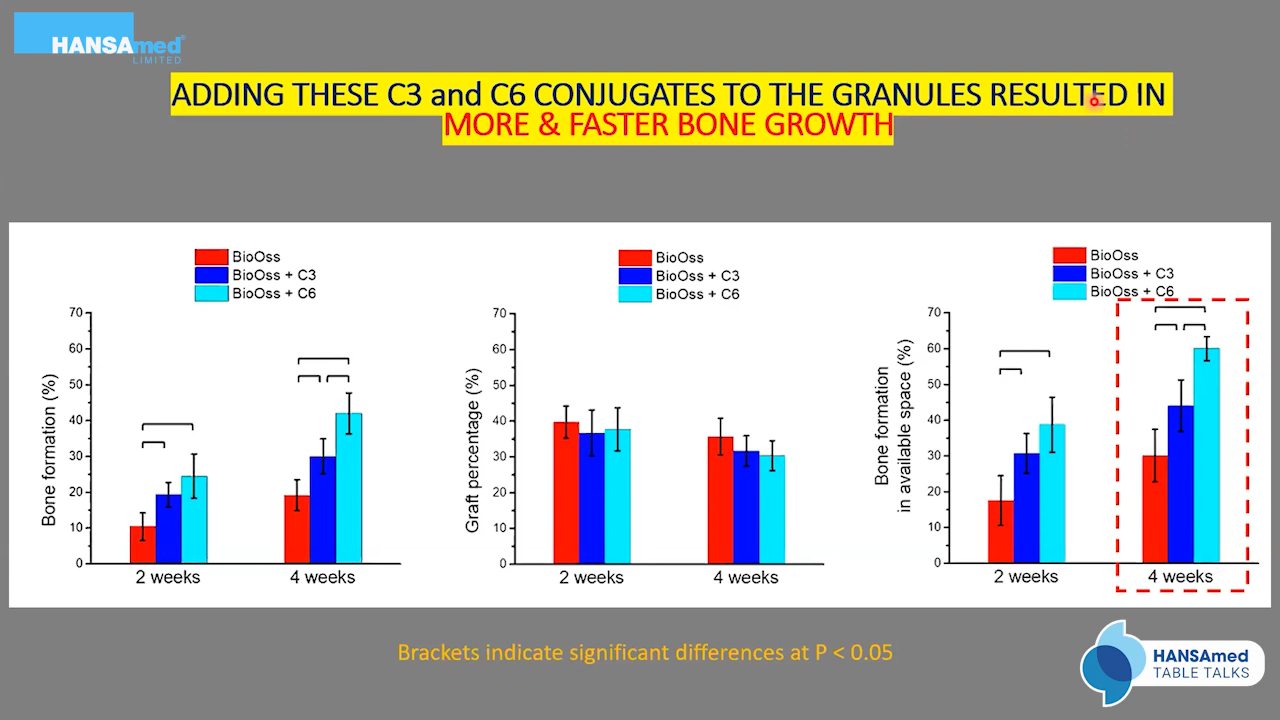 HANSAmed®
LIMITED
ADDING THESE C3 and C6 CONJUGATES TO THE GRANULES RESULTED IN
MORE & FASTER BONE GROWTH
BioOss
BioOss + C3
BioOss + C6
Bone formation (%)
70
60
50
40
30
20
10
0
2 weeks
4 weeks
BioOss
BioOss + C3
BioOss + C6
Graft percentage (%)
70
60
50
40
30
20
10
0
2 weeks
4 weeks
BioOss
BioOss + C3
BioOss + C6
Bone formation
in available space (%)
70
60
50
40
30
20
10
0
2 weeks
4 weeks
Brackets indicate significant differences at P < 0.05
HANSAmed
TABLE TALKS